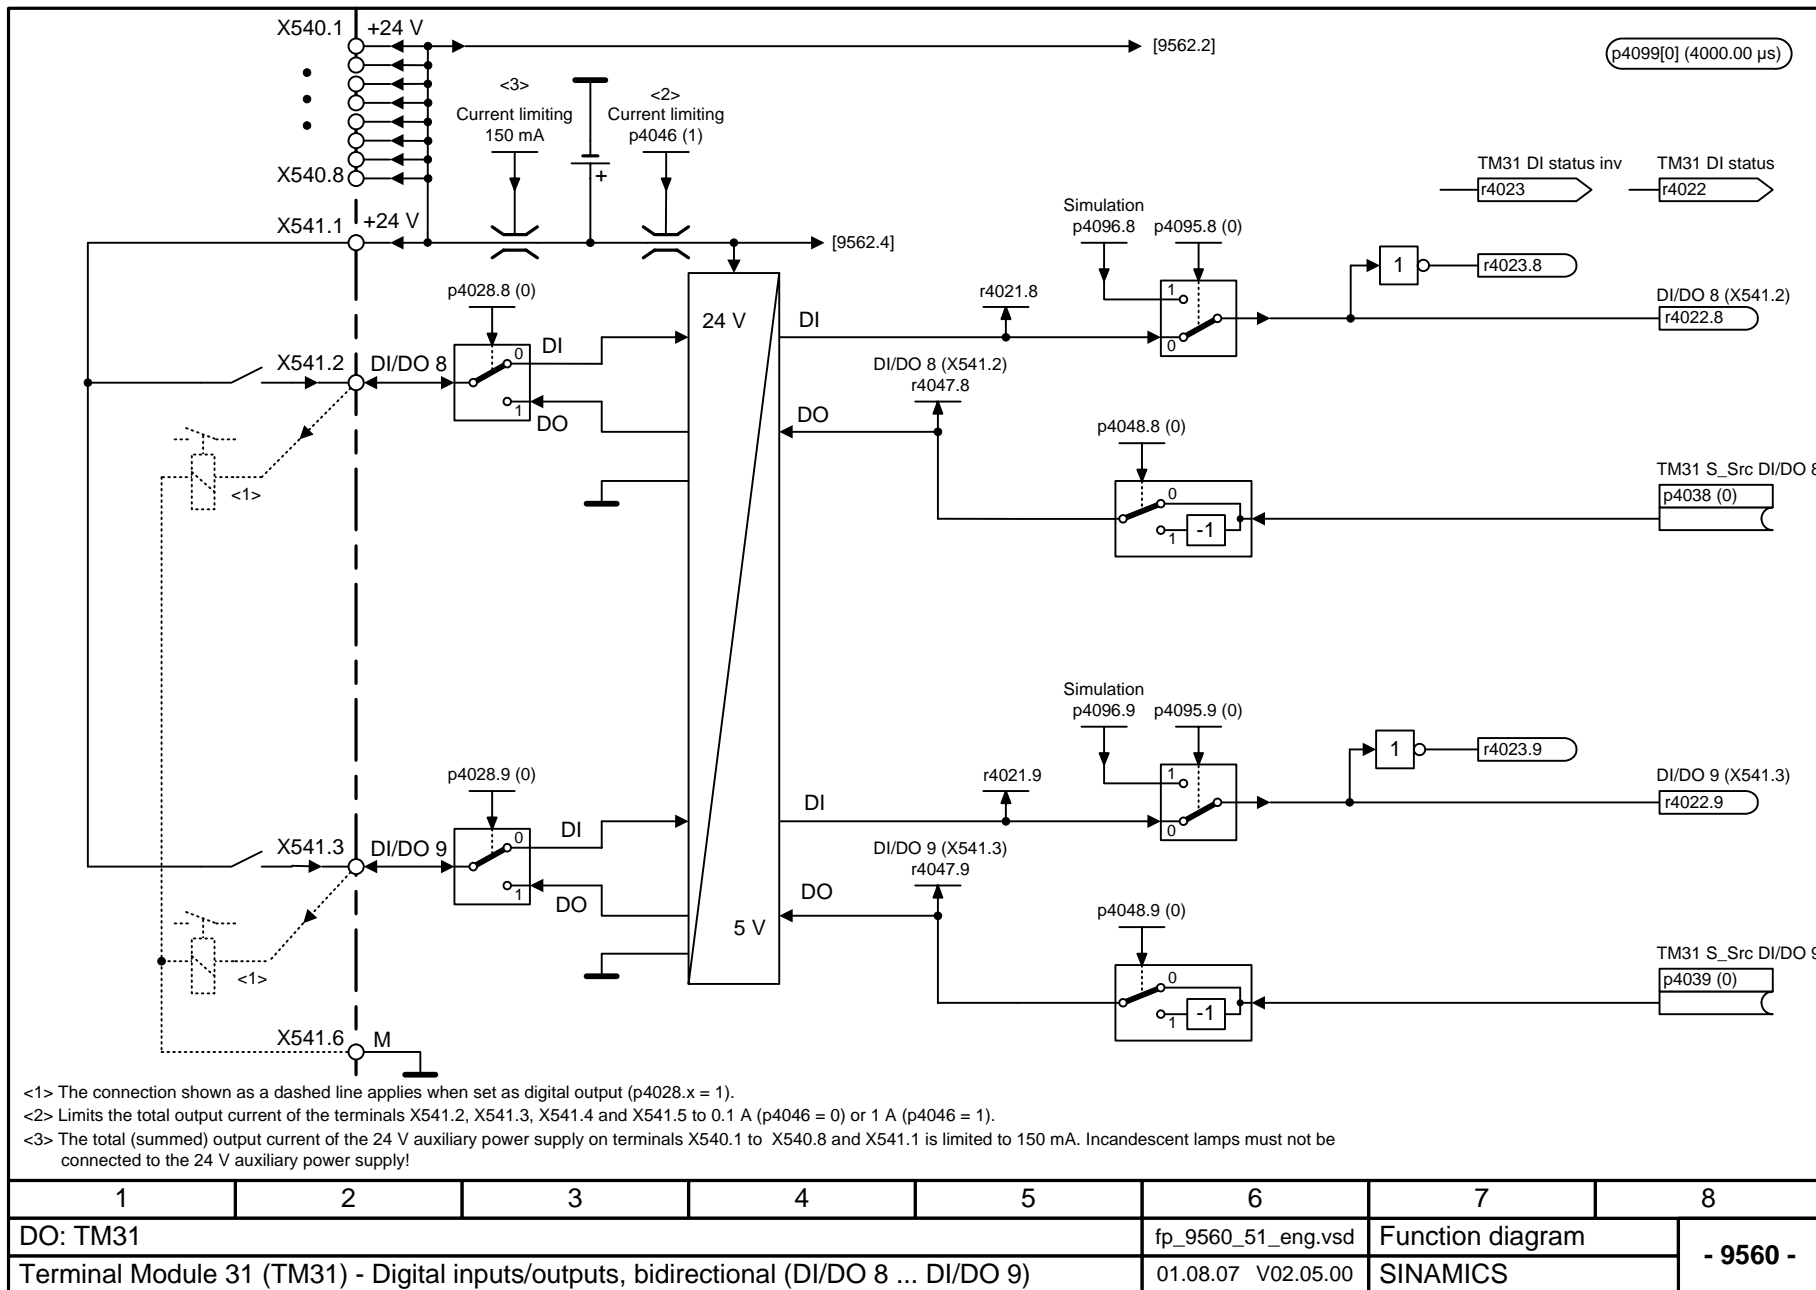 X540.1 +24 V
[9562.2]
p4099[0] (4000.00 µs)
<3>
Current limiting
150 mA
<2>
Current limiting
p4046 (1)
+
X540.8
TM31 DI status inv
r4023
TM31 DI status
r4022
X541.1 +24 V
[9562.4]
Simulation
p4096.8 p4095.8 (0)
1
0
1
r4023.8
DI/DO 8 (X541.2)
r4022.8
p4028.8 (0)
24 V
DI
r4021.8
X541.2 DI/DO 8
0
1
DI
DO
DI/DO 8 (X541.2)
r4047.8
DO
p4048.8 (0)
0
1
-1
TM31 S_Src DI/DO 8
p4038 (0)
<1>
Simulation
p4096.9 p4095.9 (0)
1
0
1
r4023.9
DI/DO 9 (X541.3)
r4022.9
p4028.9 (0)
DI
r4021.9
X541.3 DI/DO 9
0
1
DI
DO
DI/DO 9 (X541.3)
r4047.9
DO
5 V
p4048.9 (0)
0
1
-1
TM31 S_Src DI/DO 9
p4039 (0)
<1>
X541.6 M
<1> The connection shown as a dashed line applies when set as digital output (p4028.x = 1).
<2> Limits the total output current of the terminals X541.2, X541.3, X541.4 and X541.5 to 0.1 A (p4046 = 0) or 1 A (p4046 = 1).
<3> The total (summed) output current of the 24 V auxiliary power supply on terminals X540.1 to X540.8 and X541.1 is limited to 150 mA. Incandescent lamps must not be
connected to the 24 V auxiliary power supply!
1 2 3 4 5 6 7 8
DO: TM31
fp_9560_51_eng.vsd
Function diagram
- 9560 -
Terminal Module 31 (TM31) - Digital inputs/outputs, bidirectional (DI/DO 8 ... DI/DO 9)
01.08.07 V02.05.00
SINAMICS